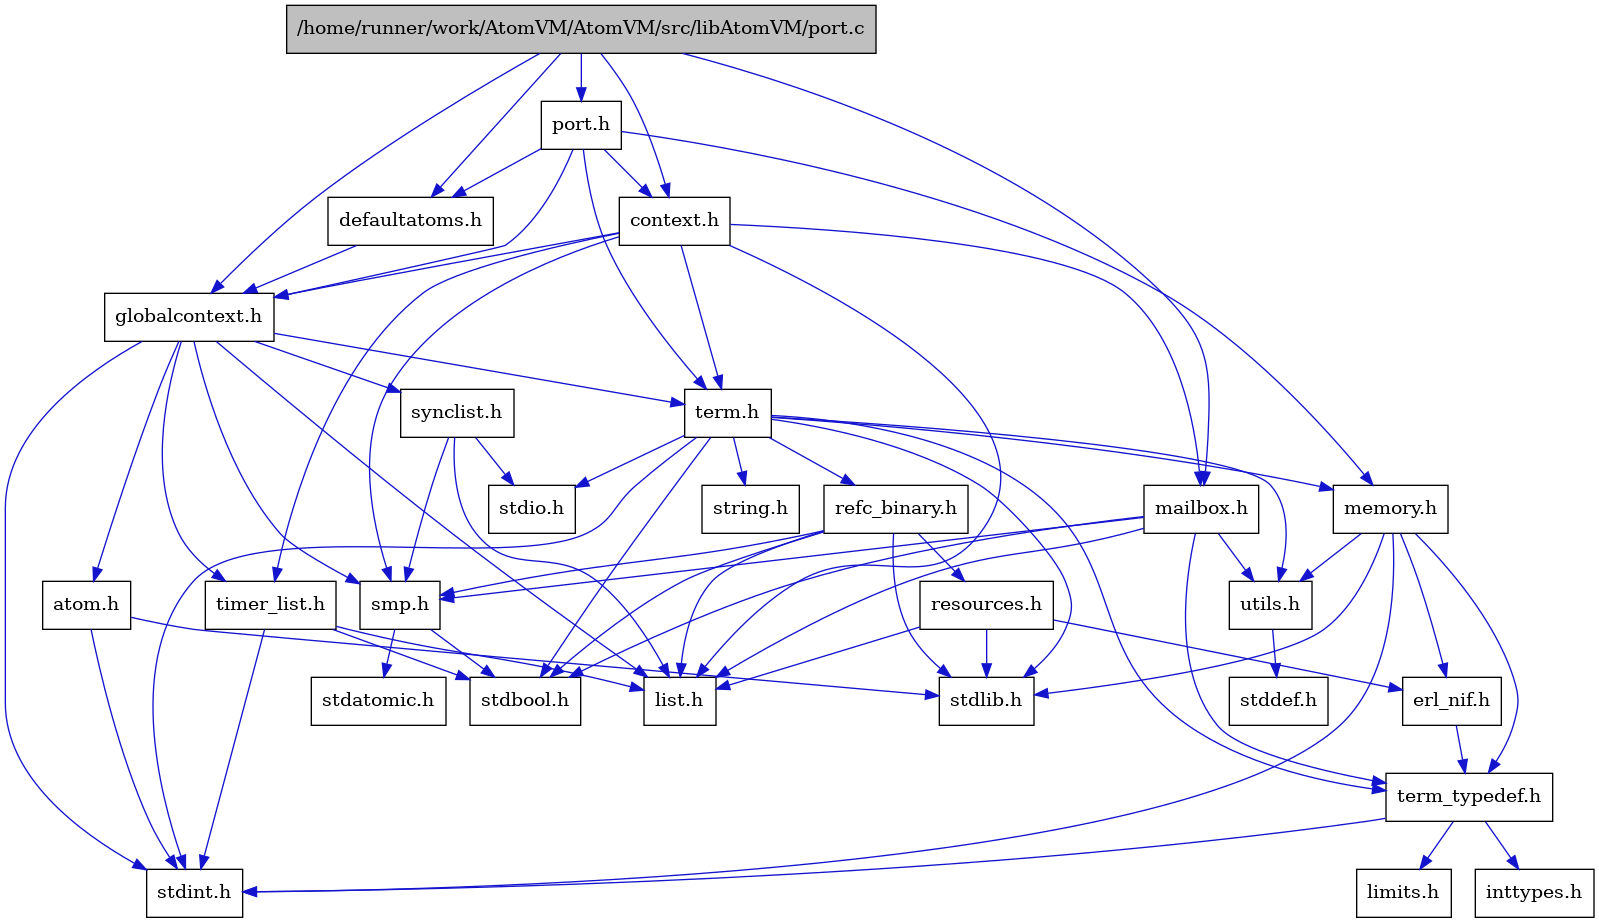 /home/runner/work/AtomVM/AtomVM/src/libAtomVM/port.c
port.h
defaultatoms.h
context.h
globalcontext.h
synclist.h
term.h
stdio.h
string.h
refc_binary.h
mailbox.h
memory.h
atom.h
timer_list.h
smp.h
resources.h
utils.h
stdatomic.h
stdbool.h
list.h
stdlib.h
stddef.h
erl_nif.h
term_typedef.h
stdint.h
limits.h
inttypes.h